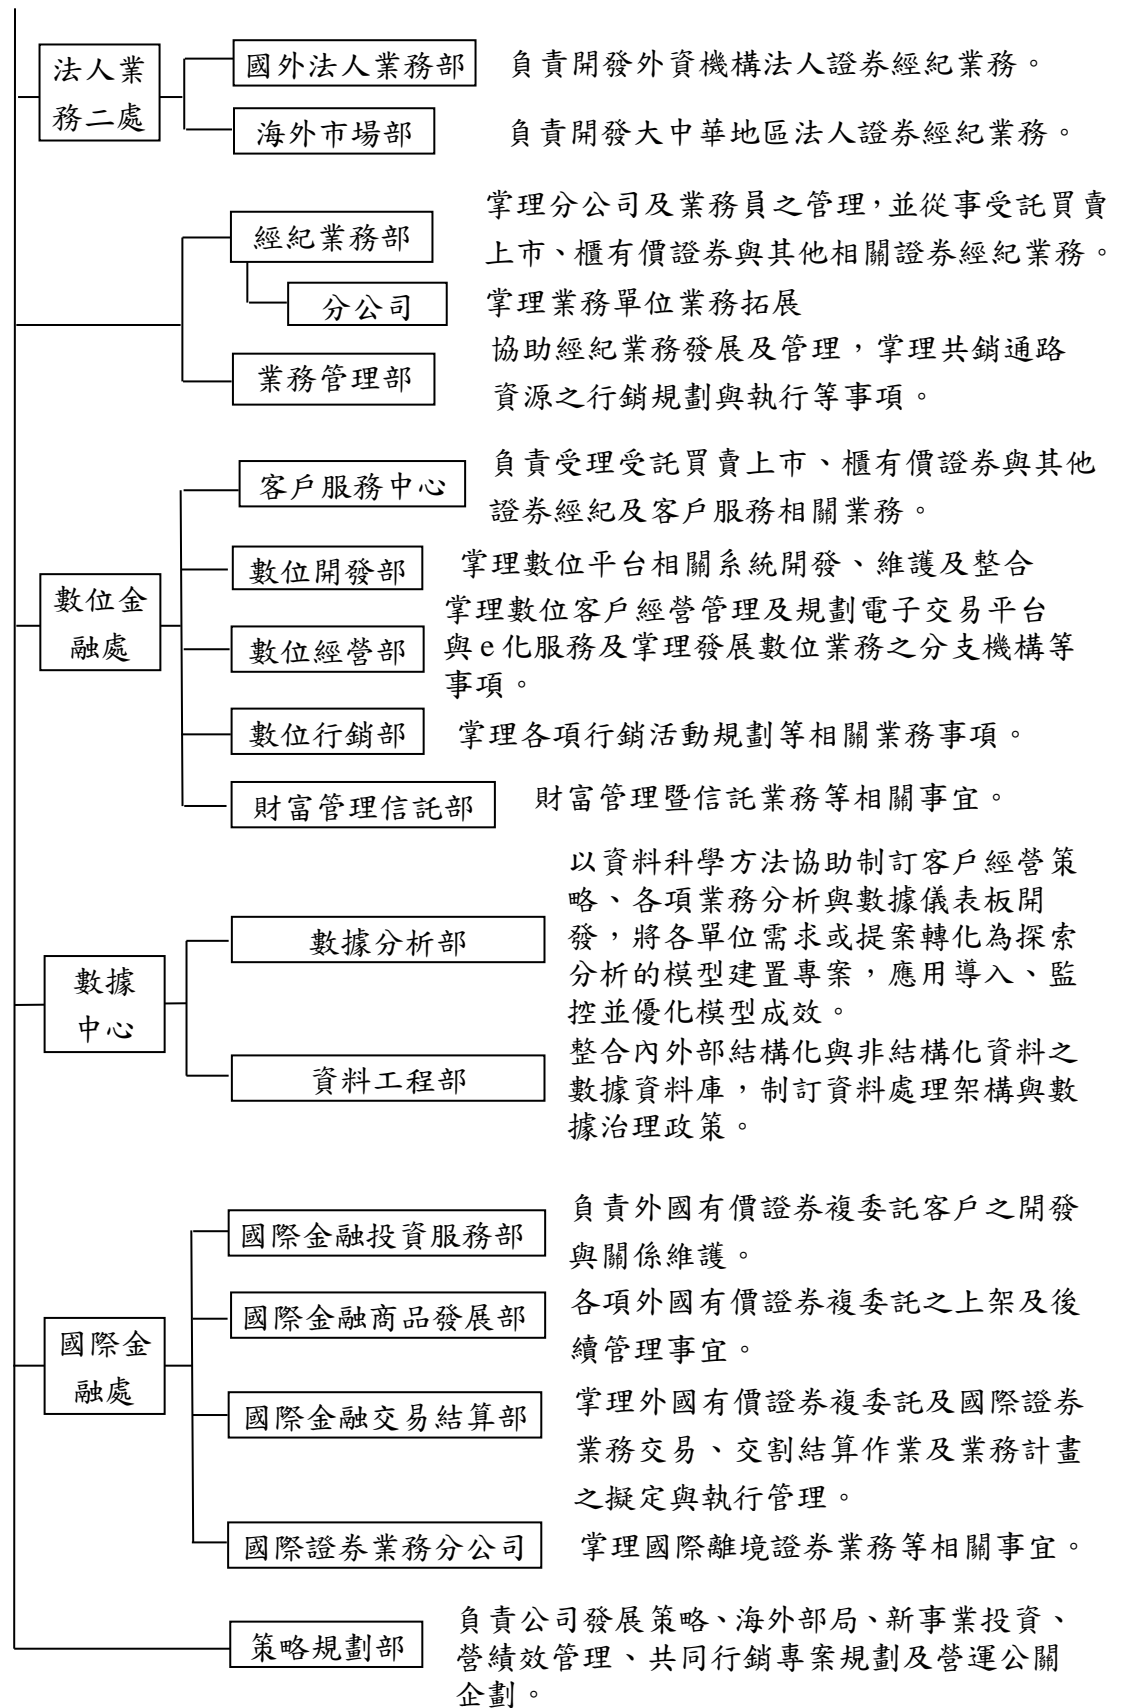 法人業
務二處
國外法人業務部
負責開發外資機構法人證券經紀業務。
海外市場部
負責開發大中華地區法人證券經紀業務。
經紀業務部
掌理分公司及業務員之管理,並從事受託買賣
上市、櫃有價證券與其他相關證券經紀業務。
分公司
掌理業務單位業務拓展
業務管理部
協助經紀業務發展及管理,掌理共銷通路
資源之行銷規劃與執行等事項。
數位金
融處
客戶服務中心
負責受理受託買賣上市、櫃有價證券與其他
證券經紀及客戶服務相關業務。
數位開發部
掌理數位平台相關系統開發、維護及整合
數位經營部
掌理數位客戶經營管理及規劃電子交易平台
與e化服務及掌理發展數位業務之分支機構等
事項。
數位行銷部
掌理各項行銷活動規劃等相關業務事項。
財富管理信託部
財富管理暨信託業務等相關事宜。
數據
中心
數據分析部
以資料科學方法協助制訂客戶經營策
略、各項業務分析與數據儀表板開
發,將各單位需求或提案轉化為探索
分析的模型建置專案,應用導入、監
控並優化模型成效。
資料工程部
整合內外部結構化與非結構化資料之
數據資料庫,制訂資料處理架構與數
據治理政策。
國際金
融處
國際金融投資服務部
負責外國有價證券複委託客戶之開發
與關係維護。
國際金融商品發展部
各項外國有價證券複委託之上架及後
續管理事宜。
國際金融交易結算部
掌理外國有價證券複委託及國際證券
業務交易、交割結算作業及業務計畫
之擬定與執行管理。
國際證券業務分公司
掌理國際離境證券業務等相關事宜。
策略規劃部
負責公司發展策略、海外部局、新事業投資、
營績效管理、共同行銷專案規劃及營運公關
企劃。